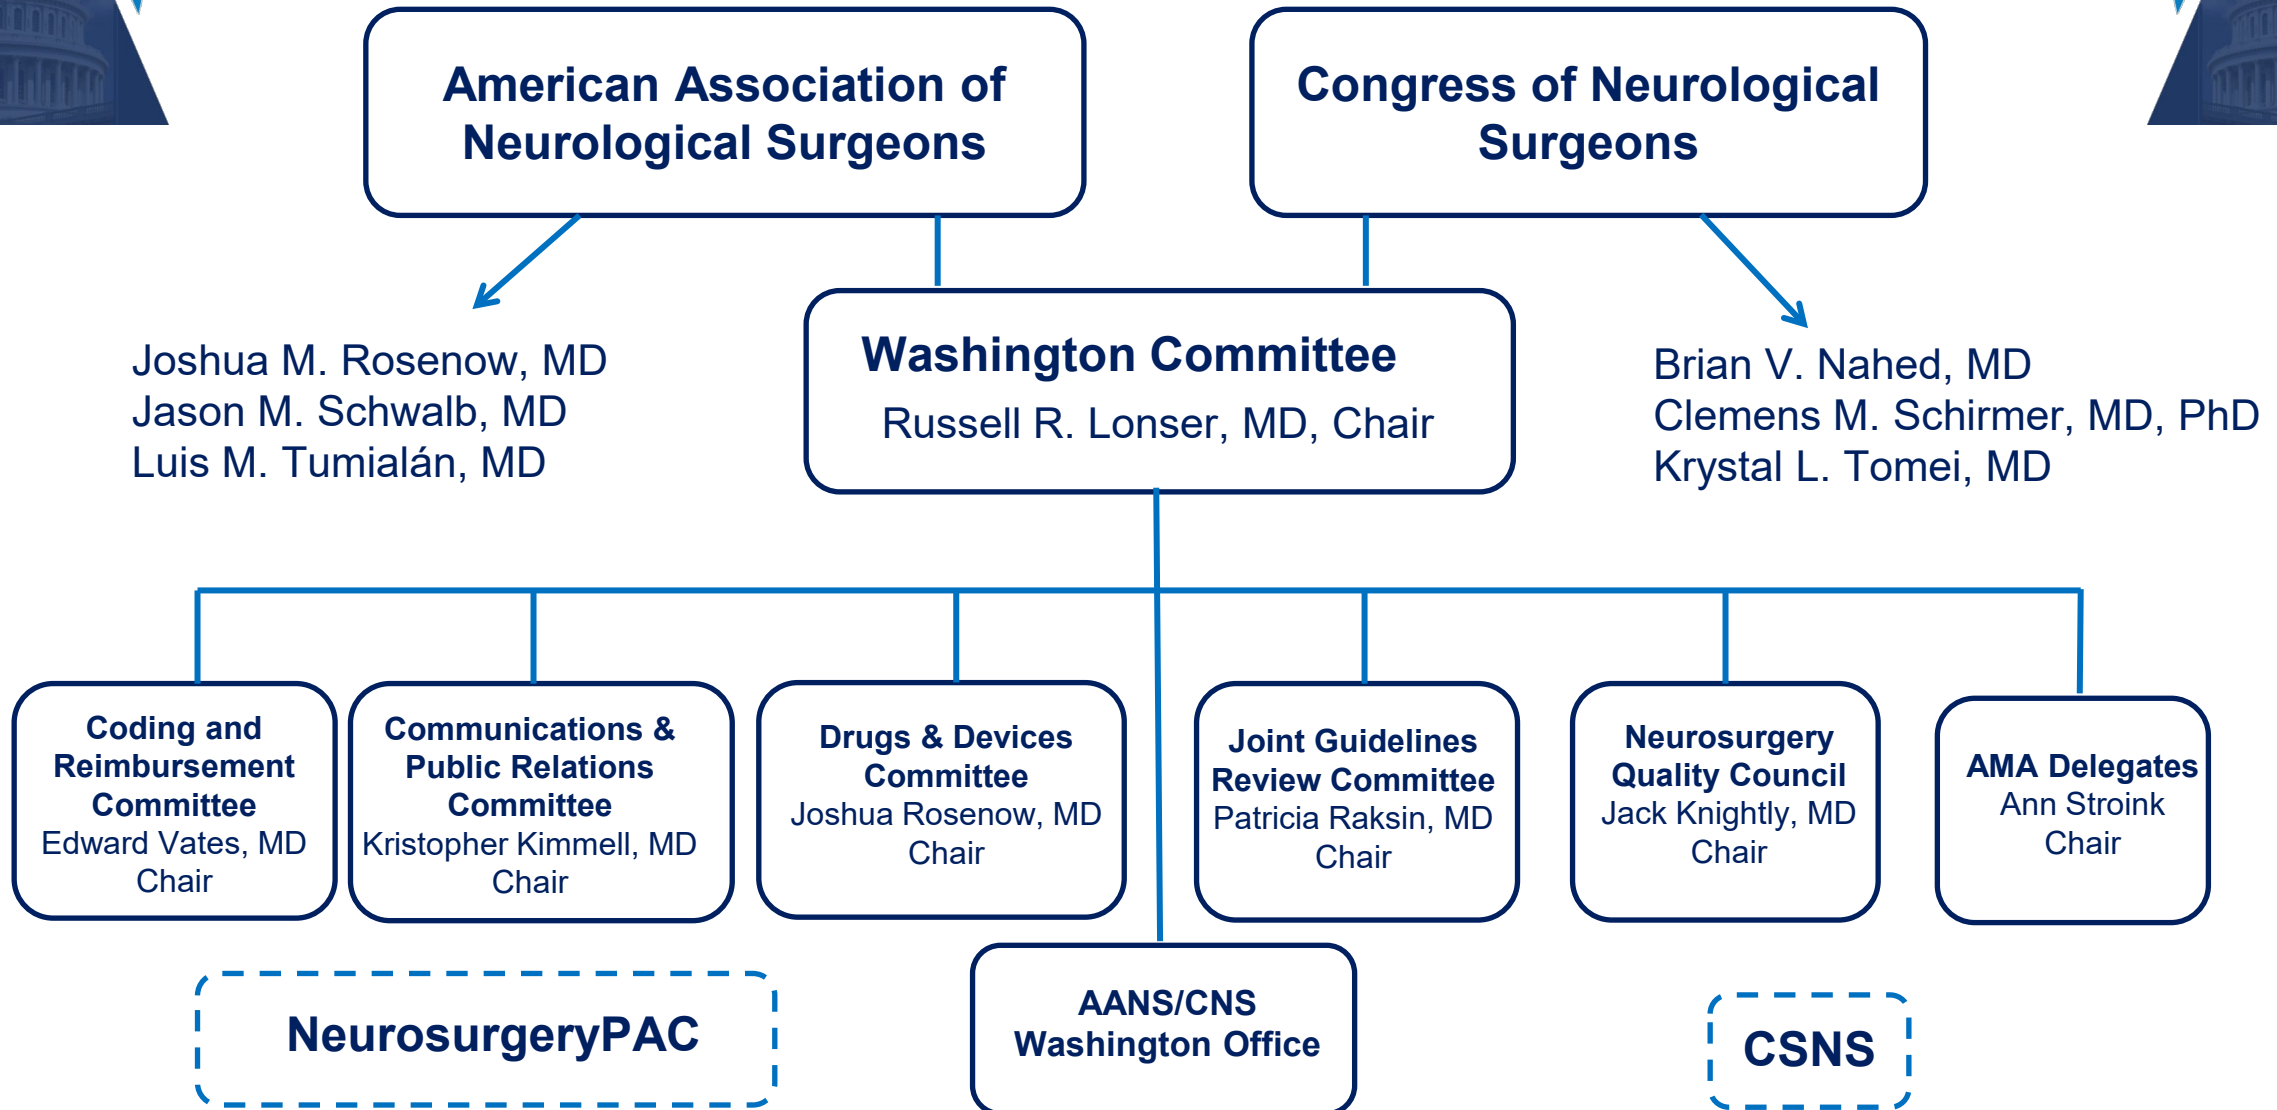 American Association of
Neurological Surgeons
Congress of Neurological
Surgeons
Joshua M. Rosenow, MD
Jason M. Schwalb, MD
Luis M. Tumialán, MD
Washington Committee
Russell R. Lonser, MD, Chair
Brian V. Nahed, MD
Clemens M. Schirmer, MD, PhD
Krystal L. Tomei, MD
Coding and
Reimbursement
Committee
Edward Vates, MD
Chair
Communications &
Public Relations
Committee
Kristopher Kimmell, MD
Chair
Drugs & Devices
Committee
Joshua Rosenow, MD
Chair
Joint Guidelines
Review Committee
Patricia Raksin, MD
Chair
Neurosurgery
Quality Council
Jack Knightly, MD
Chair
AMA Delegates
Ann Stroink
Chair
NeurosurgeryPAC
AANS/CNS
Washington Office
CSNS